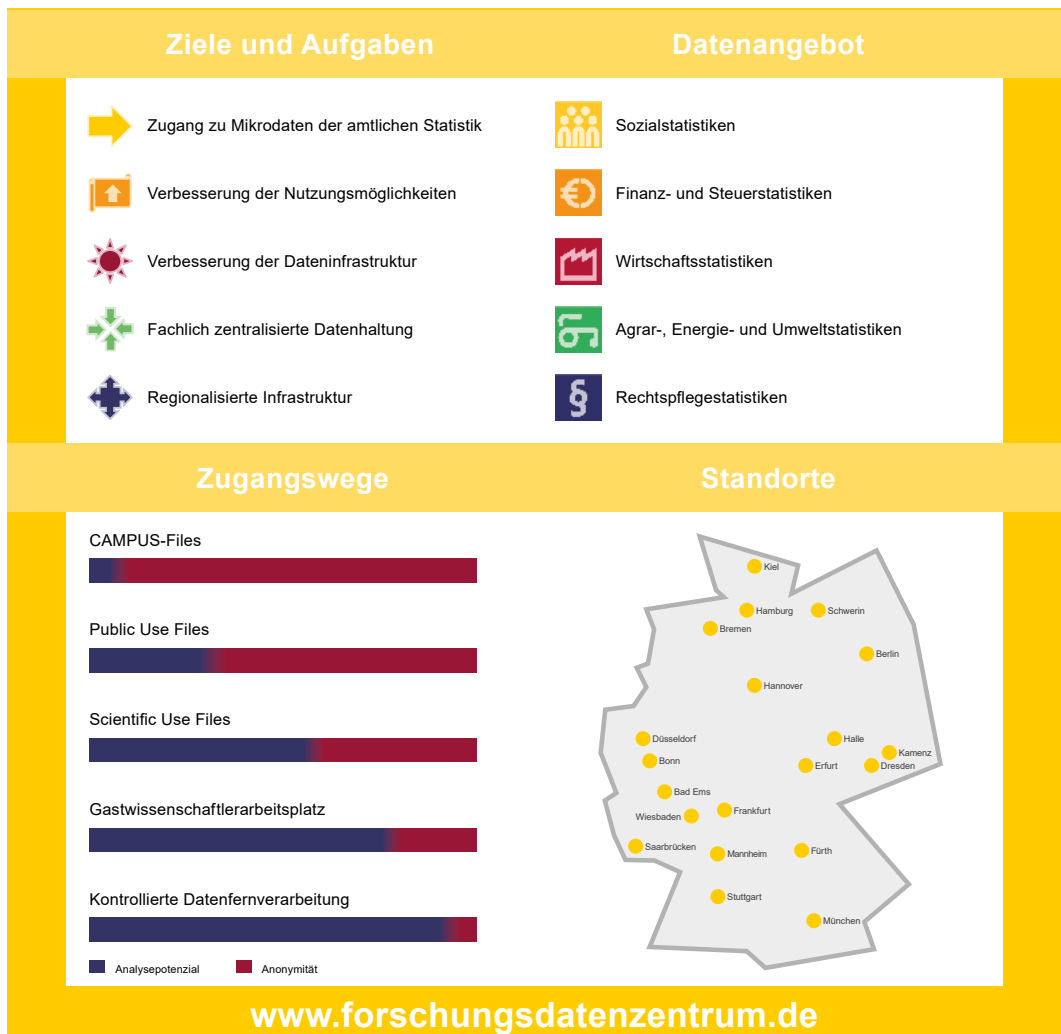 Ziele und Aufgaben
Zugang zu Mikrodaten der amtlichen Statistik
Verbesserung der Nutzungsmöglichkeiten
Verbesserung der Dateninfrastruktur
Fachlich zentralisierte Datenhaltung
Regionalisierte Infrastruktur
Datenangebot
Sozialstatistiken
Finanz- und Steuerstatistiken
Wirtschaftsstatistiken
Agrar-, Energie- und Umweltstatistiken
§
Rechtspflegestatistiken
Zugangswege
CAMPUS-Files
Public Use Files
Scientific Use Files
Gastwissenschaftlerarbeitsplatz
Kontrollierte Datenfernverarbeitung
Analysepotenzial
Anonymität
Standorte
Kiel
Hamburg
Schwerin
Bremen
Berlin
Hannover
Düsseldorf
Halle
Kamenz
Bonn
Erfurt
Dresden
Bad Ems
Frankfurt
Wiesbaden
Saarbrücken
Mannheim
Fürth
Stuttgart
München
www.forschungsdatenzentrum.de